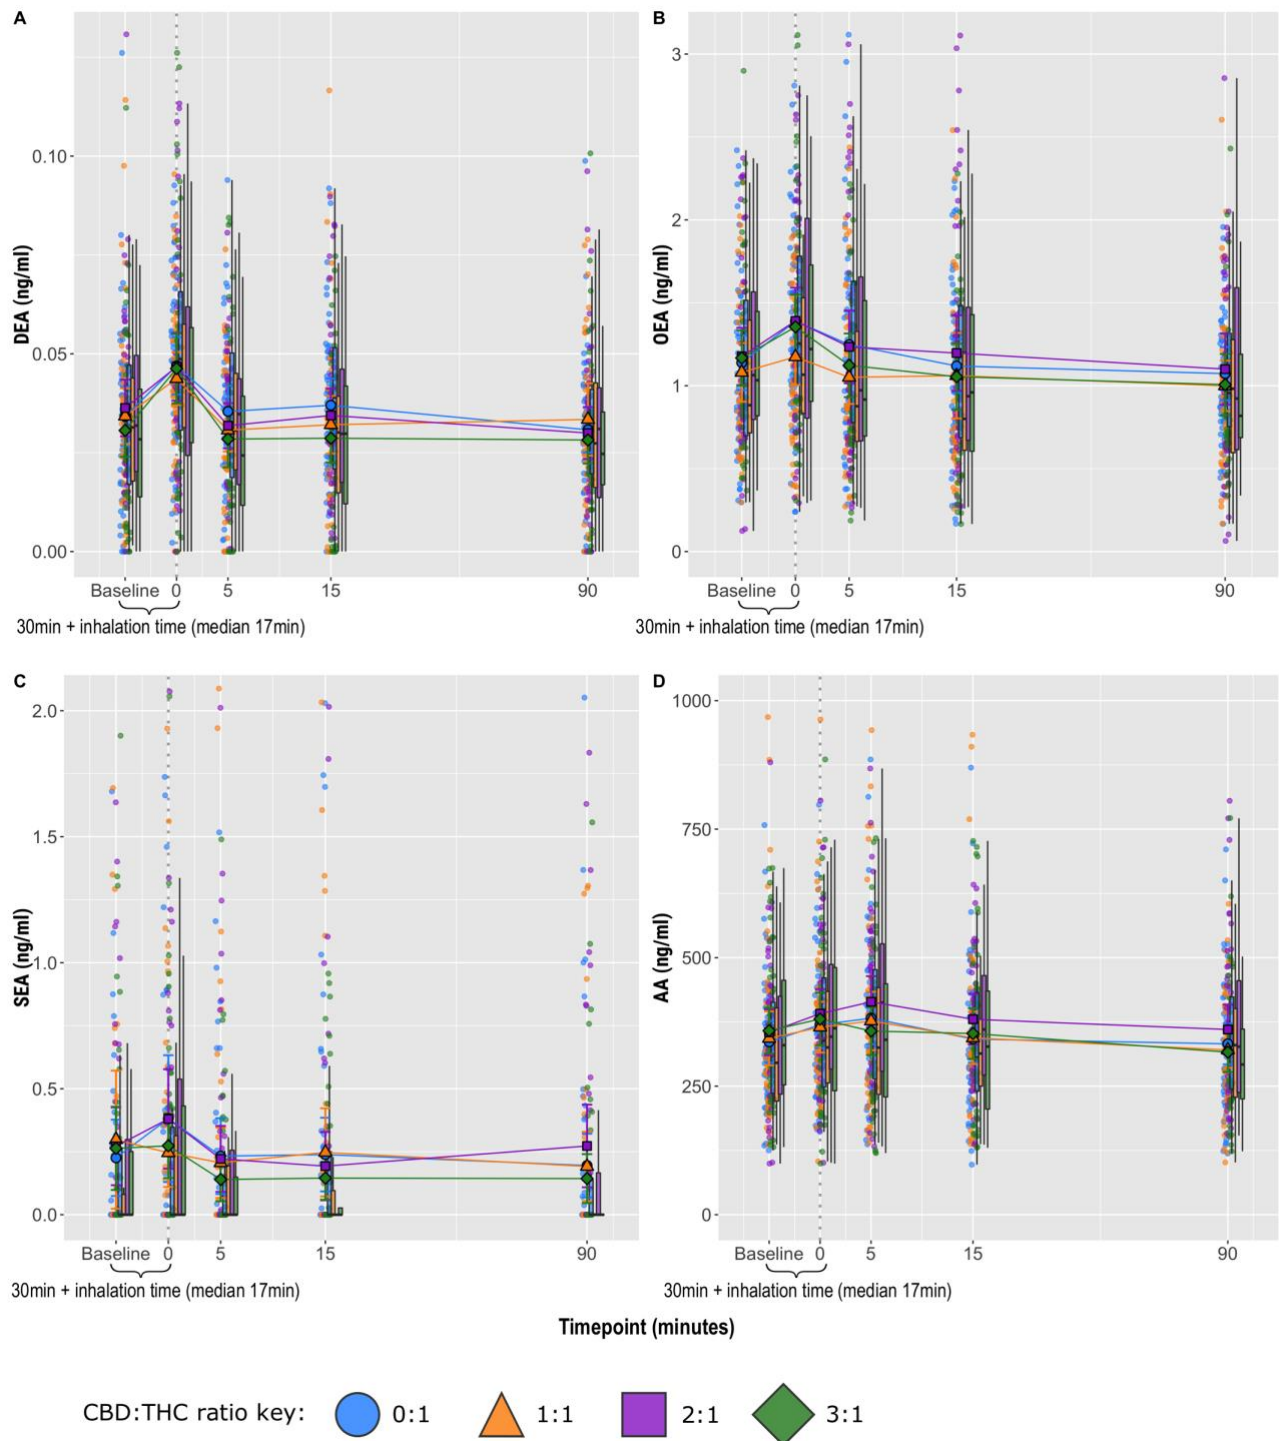 A
B
DEA (ng/ml)
0.10
0.05
0.00
Baseline 0 5 15 90
30min + inhalation time (median 17min)
OEA (ng/ml)
3
2
1
0
Baseline 0 5 15 90
30min + inhalation time (median 17min)
C
D
SEA (ng/ml)
2.0
1.5
1.0
0.5
0.0
Baseline 0 5 15 90
30min + inhalation time (median 17min)
AA (ng/ml)
1000
750
500
250
0
Baseline 0 5 15 90
30min + inhalation time (median 17min)
Timepoint (minutes)
CBD:THC ratio key: 0:1 1:1 2:1 3:1